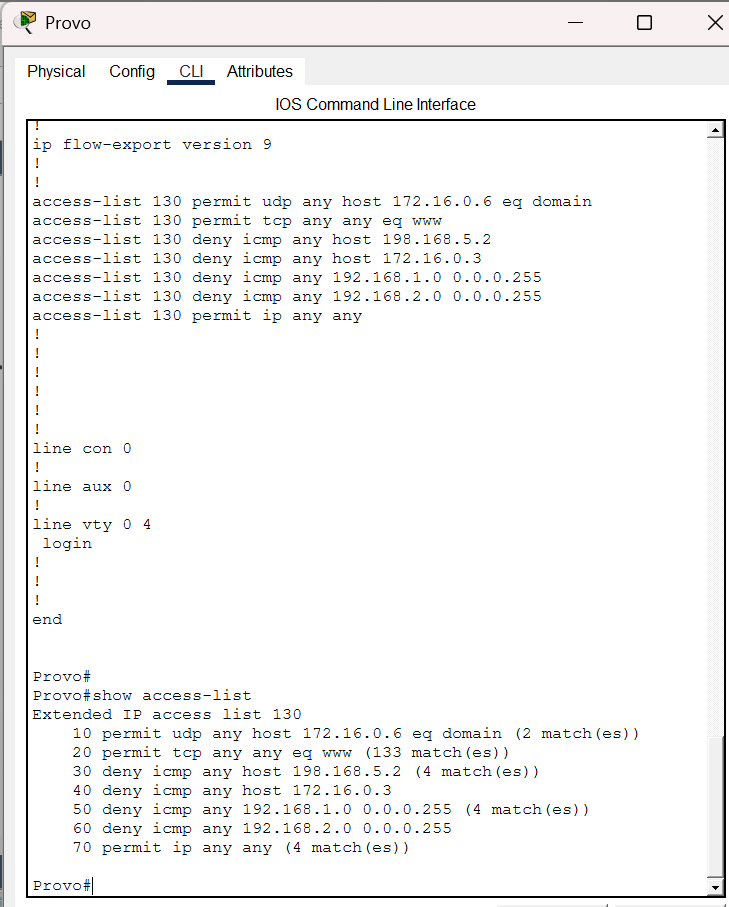 Provo
Physical Config CLI Attributes
IOS Command Line Interface
!
ip flow-export version 9
!
!
access-list 130 permit udp any host 172.16.0.6 eq domain
access-list 130 permit tcp any any eq www
access-list 130 deny icmp any host 198.168.5.2
access-list 130 deny icmp any host 172.16.0.3
access-list 130 deny icmp any 192.168.1.0 0.0.0.255
access-list 130 deny icmp any 192.168.2.0 0.0.0.255
access-list 130 permit ip any any
!
!
!
!
!
!
line con 0
!
line aux 0
!
line vty 0 4
 login
!
!
!
end
Provo#
Provo#show access-list
Extended IP access list 130
    10 permit udp any host 172.16.0.6 eq domain (2 match(es))
    20 permit tcp any any eq www (133 match(es))
    30 deny icmp any host 198.168.5.2 (4 match(es))
    40 deny icmp any host 172.16.0.3
    50 deny icmp any 192.168.1.0 0.0.0.255 (4 match(es))
    60 deny icmp any 192.168.2.0 0.0.0.255
    70 permit ip any any (4 match(es))
Provo#